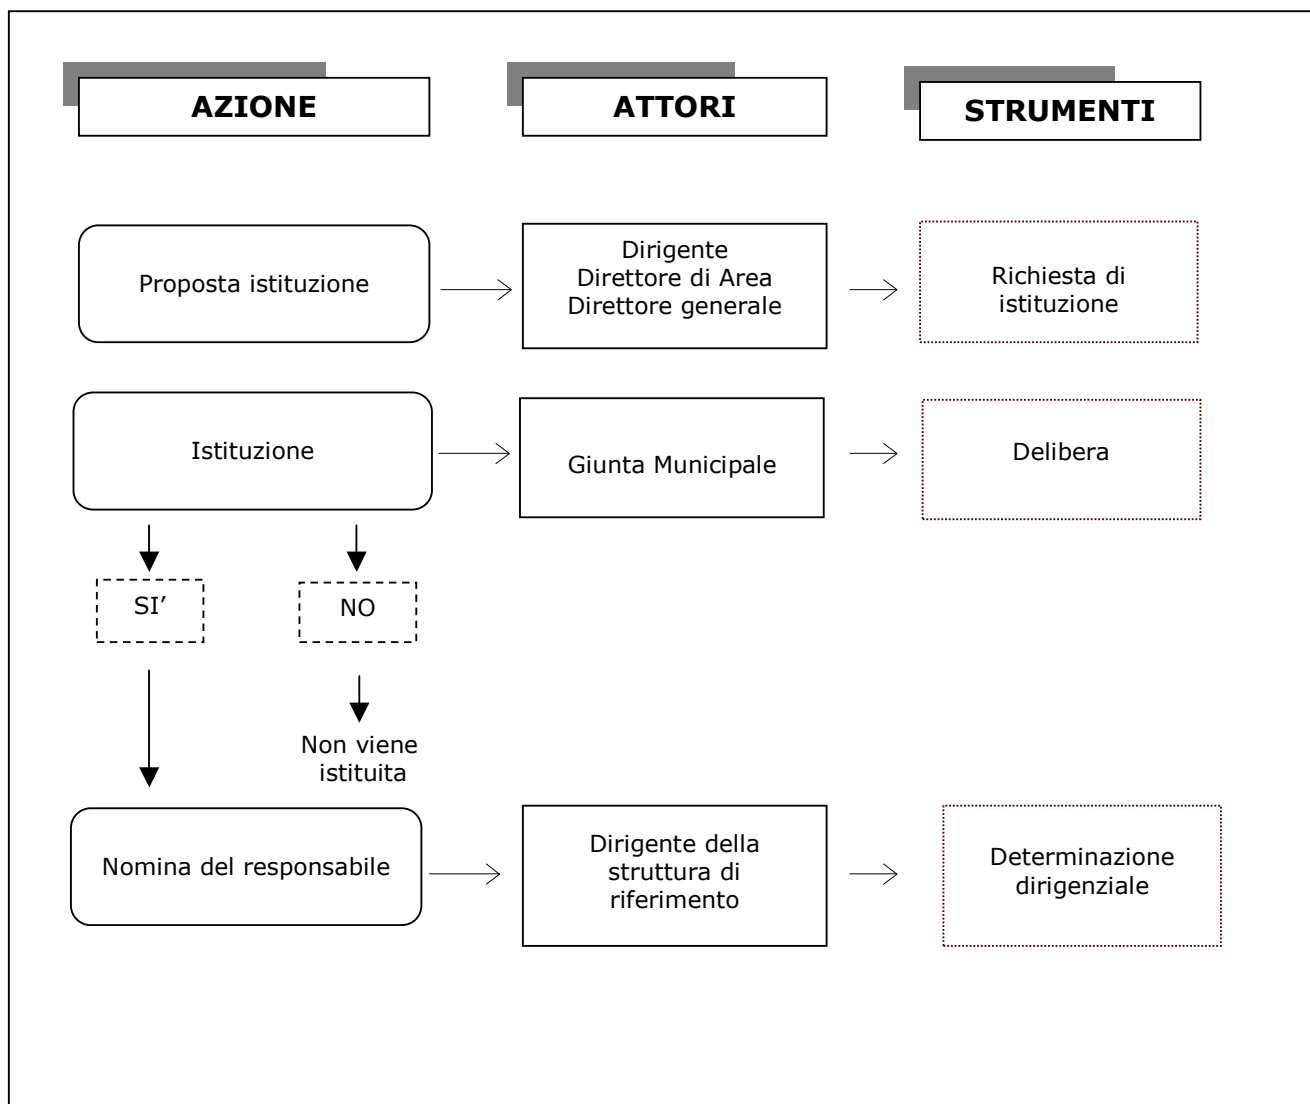 AZIONE
ATTORI
STRUMENTI
Proposta istituzione
Dirigente
Direttore di Area
Direttore generale
Richiesta di
istituzione
Istituzione
Giunta Municipale
Delibera
SI’
NO
Non viene
istituita
Nomina del responsabile
Dirigente della
struttura di
riferimento
Determinazione
dirigenziale